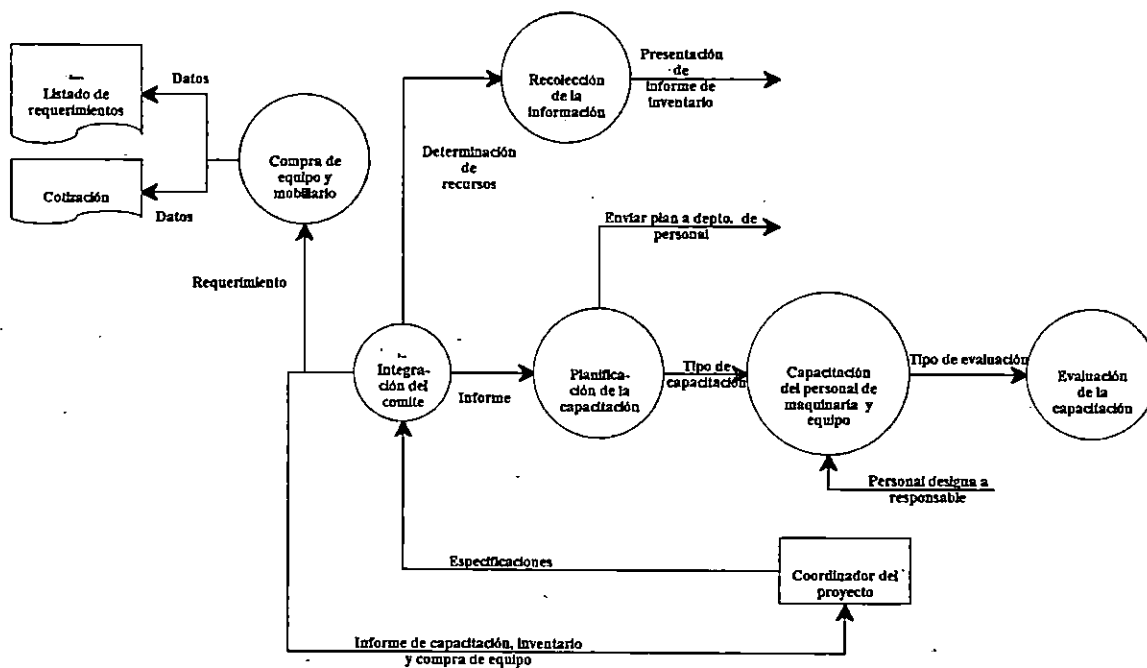 Listado de
requerimientos
Datos
Cotización
Datos
Compra de
equipo y
mobiliario
Requerimiento
Recolección
de la
información
Presentación
de
informe de
inventario
Determinación
de
recursos
Enviar plan a depto. de
personal
Integra-
ción del
comite
Informe
Planífic-
ción de la
capacitación
Tipo de
capacitación
Capacitación
del personal de
maquinaria y
equipo
Tipo de evaluación
Evaluación
de la
capacitación
Personal designa a
responsable
Especificaciones
Coordinador del
proyecto
Informe de capacitación, inventario
y compra de equipo